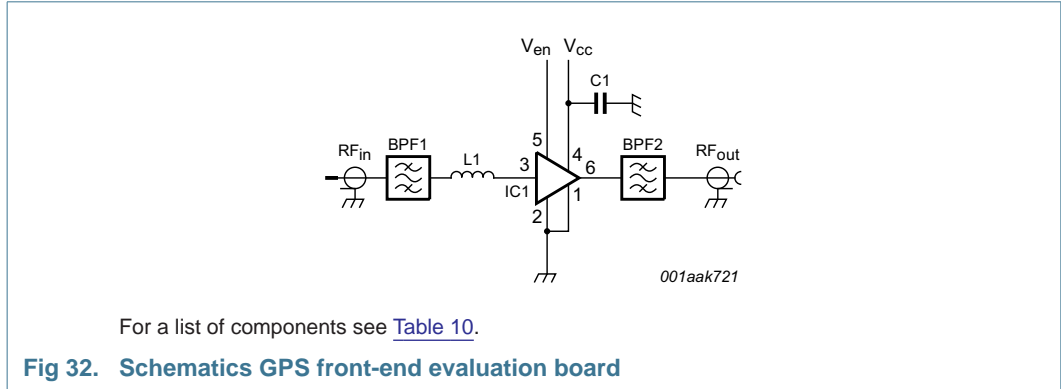 Ven Vcc
C1
5
BPF1
4
BPF2
RFin
L1
3
6
RFout
IC1
1
2
001aak721
For a list of components see Table 10.
Fig 32. Schematics GPS front-end evaluation board